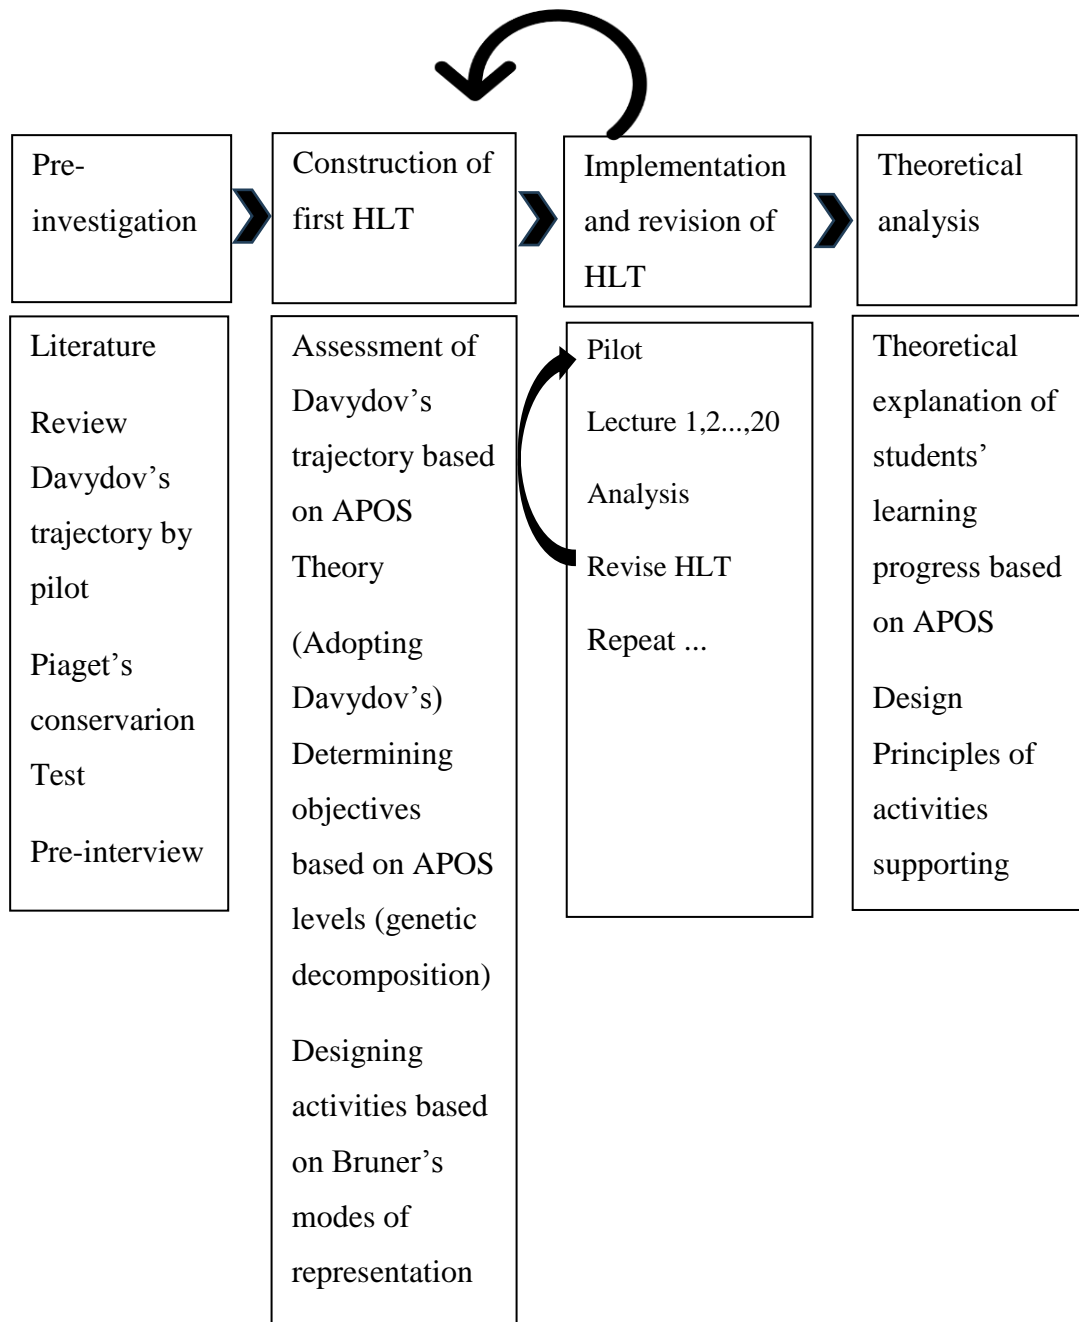 Pre-
investigation
Construction of
first HLT
Implementation
and revision of
HLT
Theoretical
analysis
Literature
Review
Davydov’s
trajectory by
pilot
Piaget’s
conservarion
Test
Pre-interview
Assessment of
Davydov’s
trajectory based
on APOS
Theory
(Adopting
Davydov’s)
Determining
objectives
based on APOS
levels (genetic
decomposition)
Designing
activities based
on Bruner’s
modes of
representation
Pilot
Lecture 1,2...,20
Analysis
Revise HLT
Repeat ...
Theoretical
explanation of
students’
learning
progress based
on APOS
Design
Principles of
activities
supporting